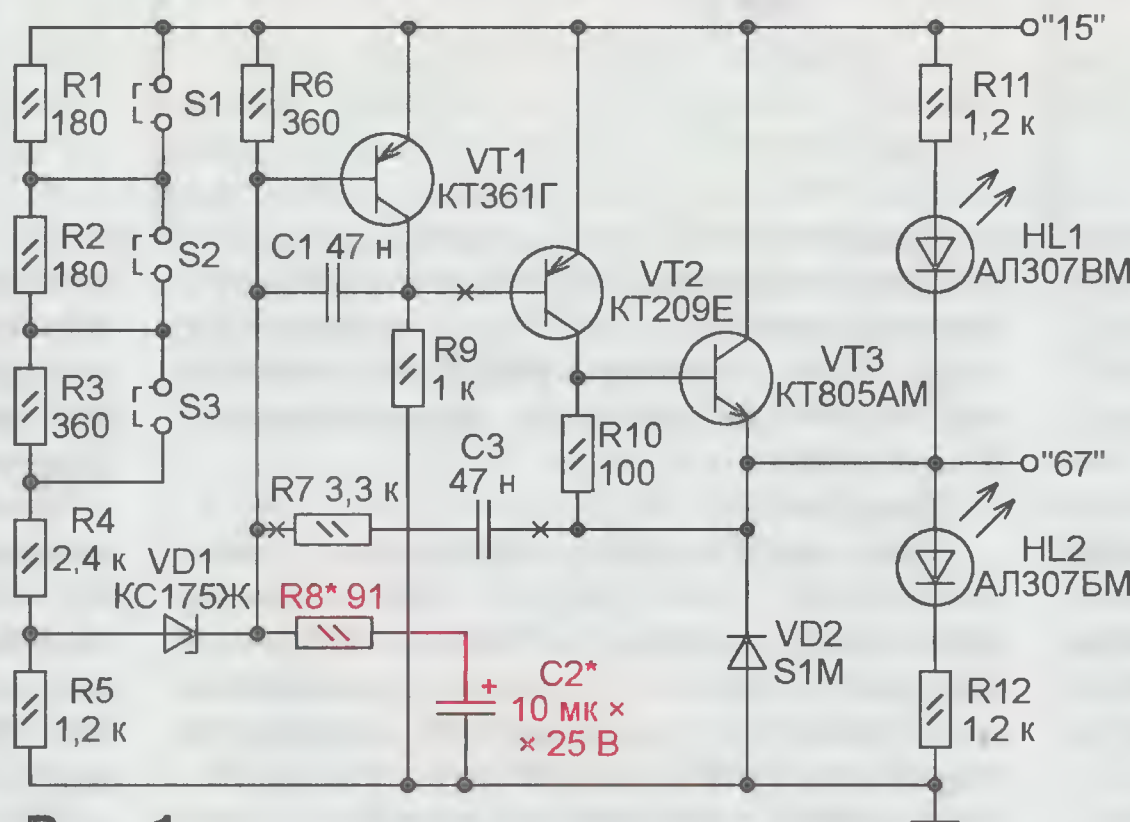 "15"
R1
180
S1
R6
360
R11
1,2 к
VT1
КТ361Г
R2
180
S2
C1 47 н
VT2
КТ209Е
HL1
АЛ307ВМ
R3
360
S3
R9
1 к
VT3
КТ805АМ
C3
47 н
R10
100
"67"
R7 3,3 к
R4
2,4 к
VD1
КС175Ж
R8* 91
HL2
АЛ307БМ
R5
1,2 к
+
C2*
10 мк ×
× 25 В
VD2
S1M
R12
1,2 к